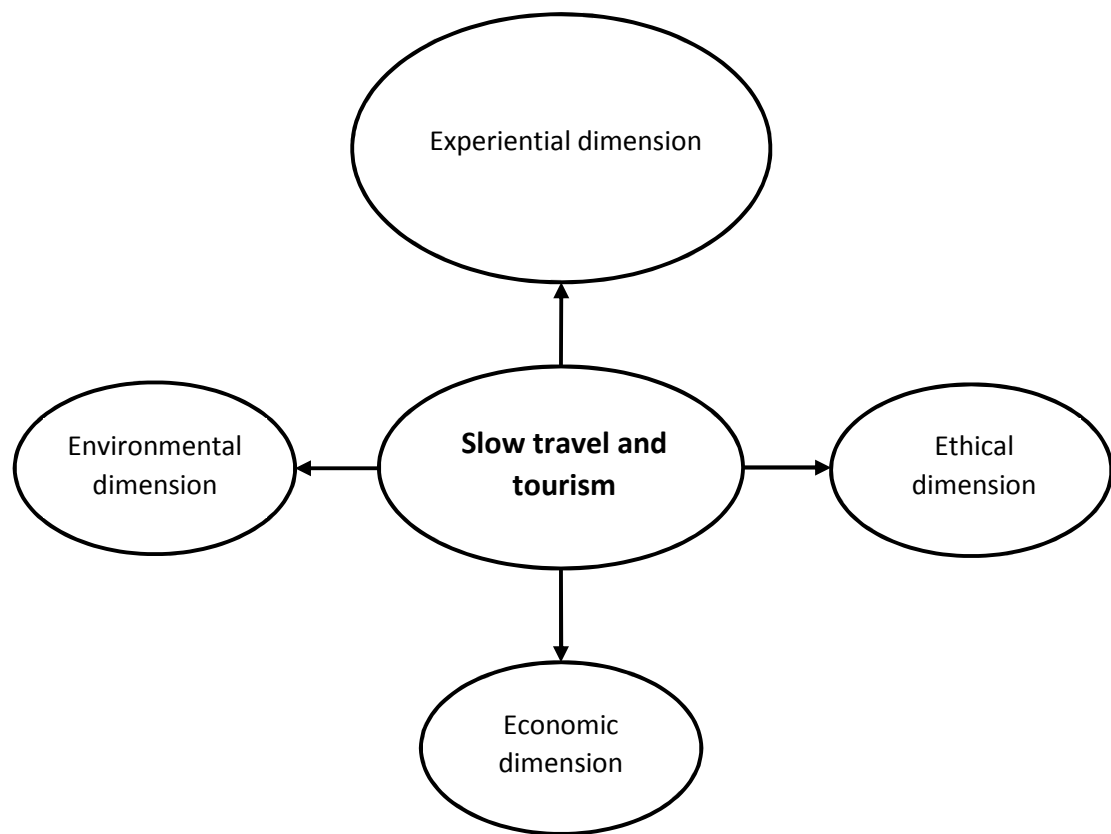 Experiential dimension
Environmental
dimension
Slow travel and
tourism
Ethical
dimension
Economic
dimension